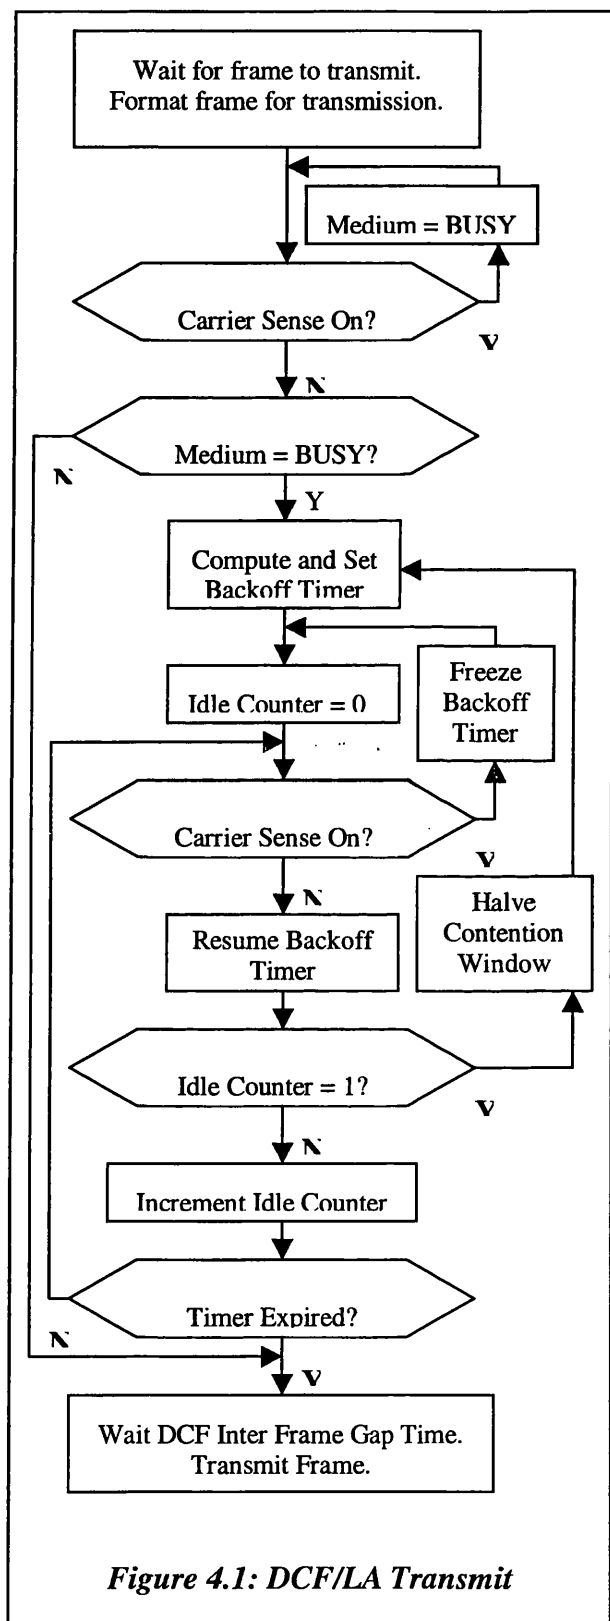 Wait for frame to transmit.
Format frame for transmission.
Medium = BUSY
Carrier Sense On?
Y
N
Medium = BUSY?
N
Y
Compute and Set
Backoff Timer
Freeze
Backoff
Timer
Idle Counter = 0
Carrier Sense On?
Y
N
Halve
Contention
Window
Resume Backoff
Timer
Idle Counter = 1?
Y
N
Increment Idle Counter
Timer Expired?
N
Y
Wait DCF Inter Frame Gap Time.
Transmit Frame.
Figure 4.1: DCF/LA Transmit